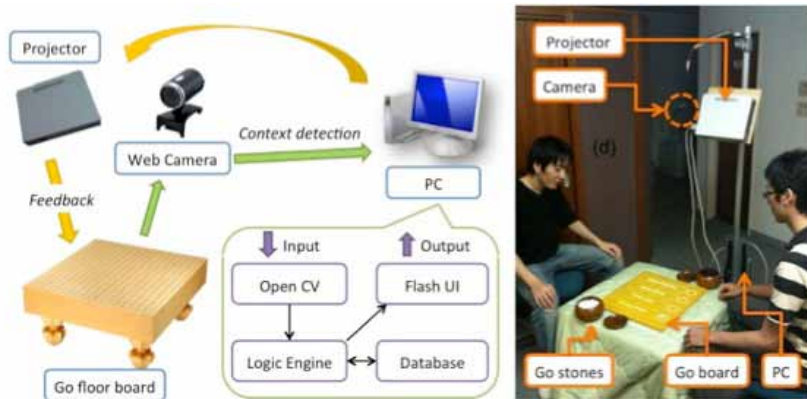 Projector
Web Camera
Context detection
PC
Feedback
Go floor board
Input
Output
Open CV
Flash UI
Logic Engine
Database
Projector
Camera
(d)
Go stones
Go board
PC